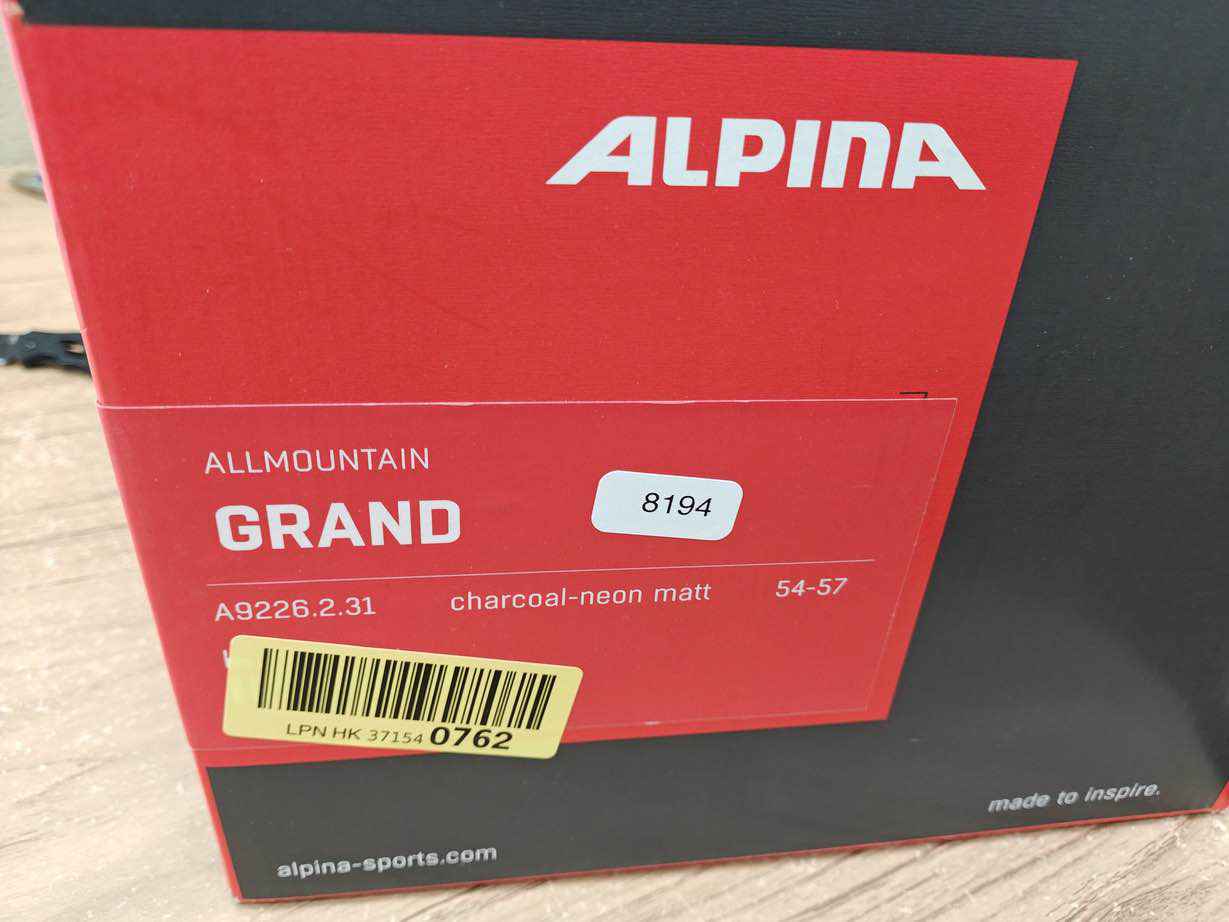 ALPINA
ALLMOUNTAIN
GRAND
8194
A9226.2.31 charcoal-neon matt 54-57
LPN HK 37154 0762
made to inspire.
alpina-sports.com